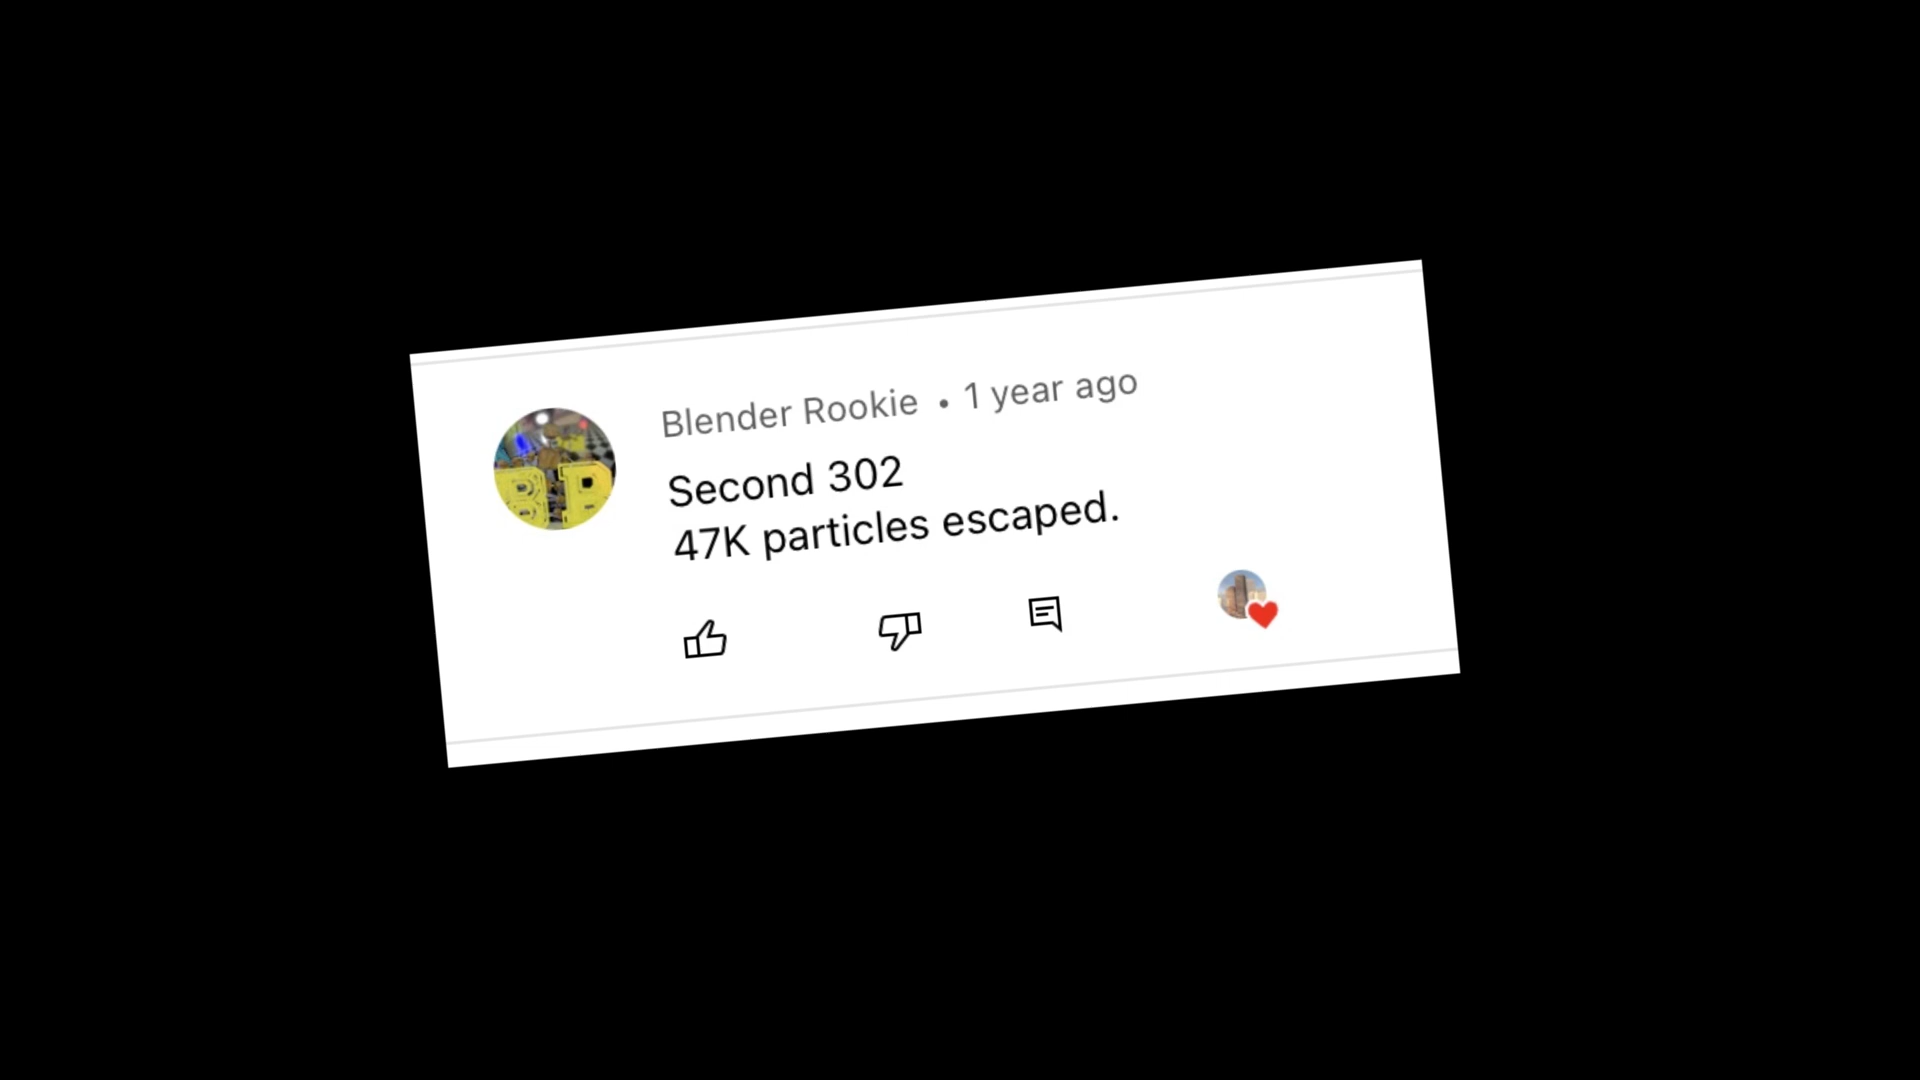 Blender Rookie • 1 year ago
Second 302
47K particles escaped.